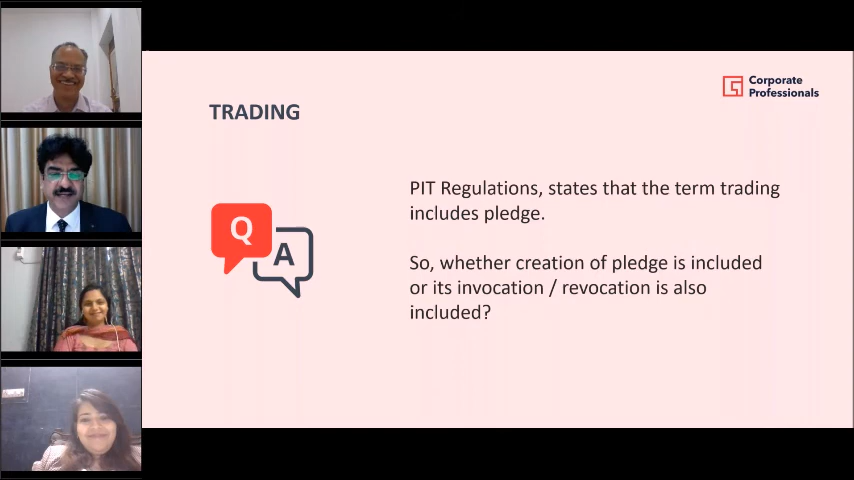 Corporate
Professionals
TRADING
PIT Regulations, states that the term trading
includes pledge.
Q
A
So, whether creation of pledge is included
or its invocation / revocation is also
included?